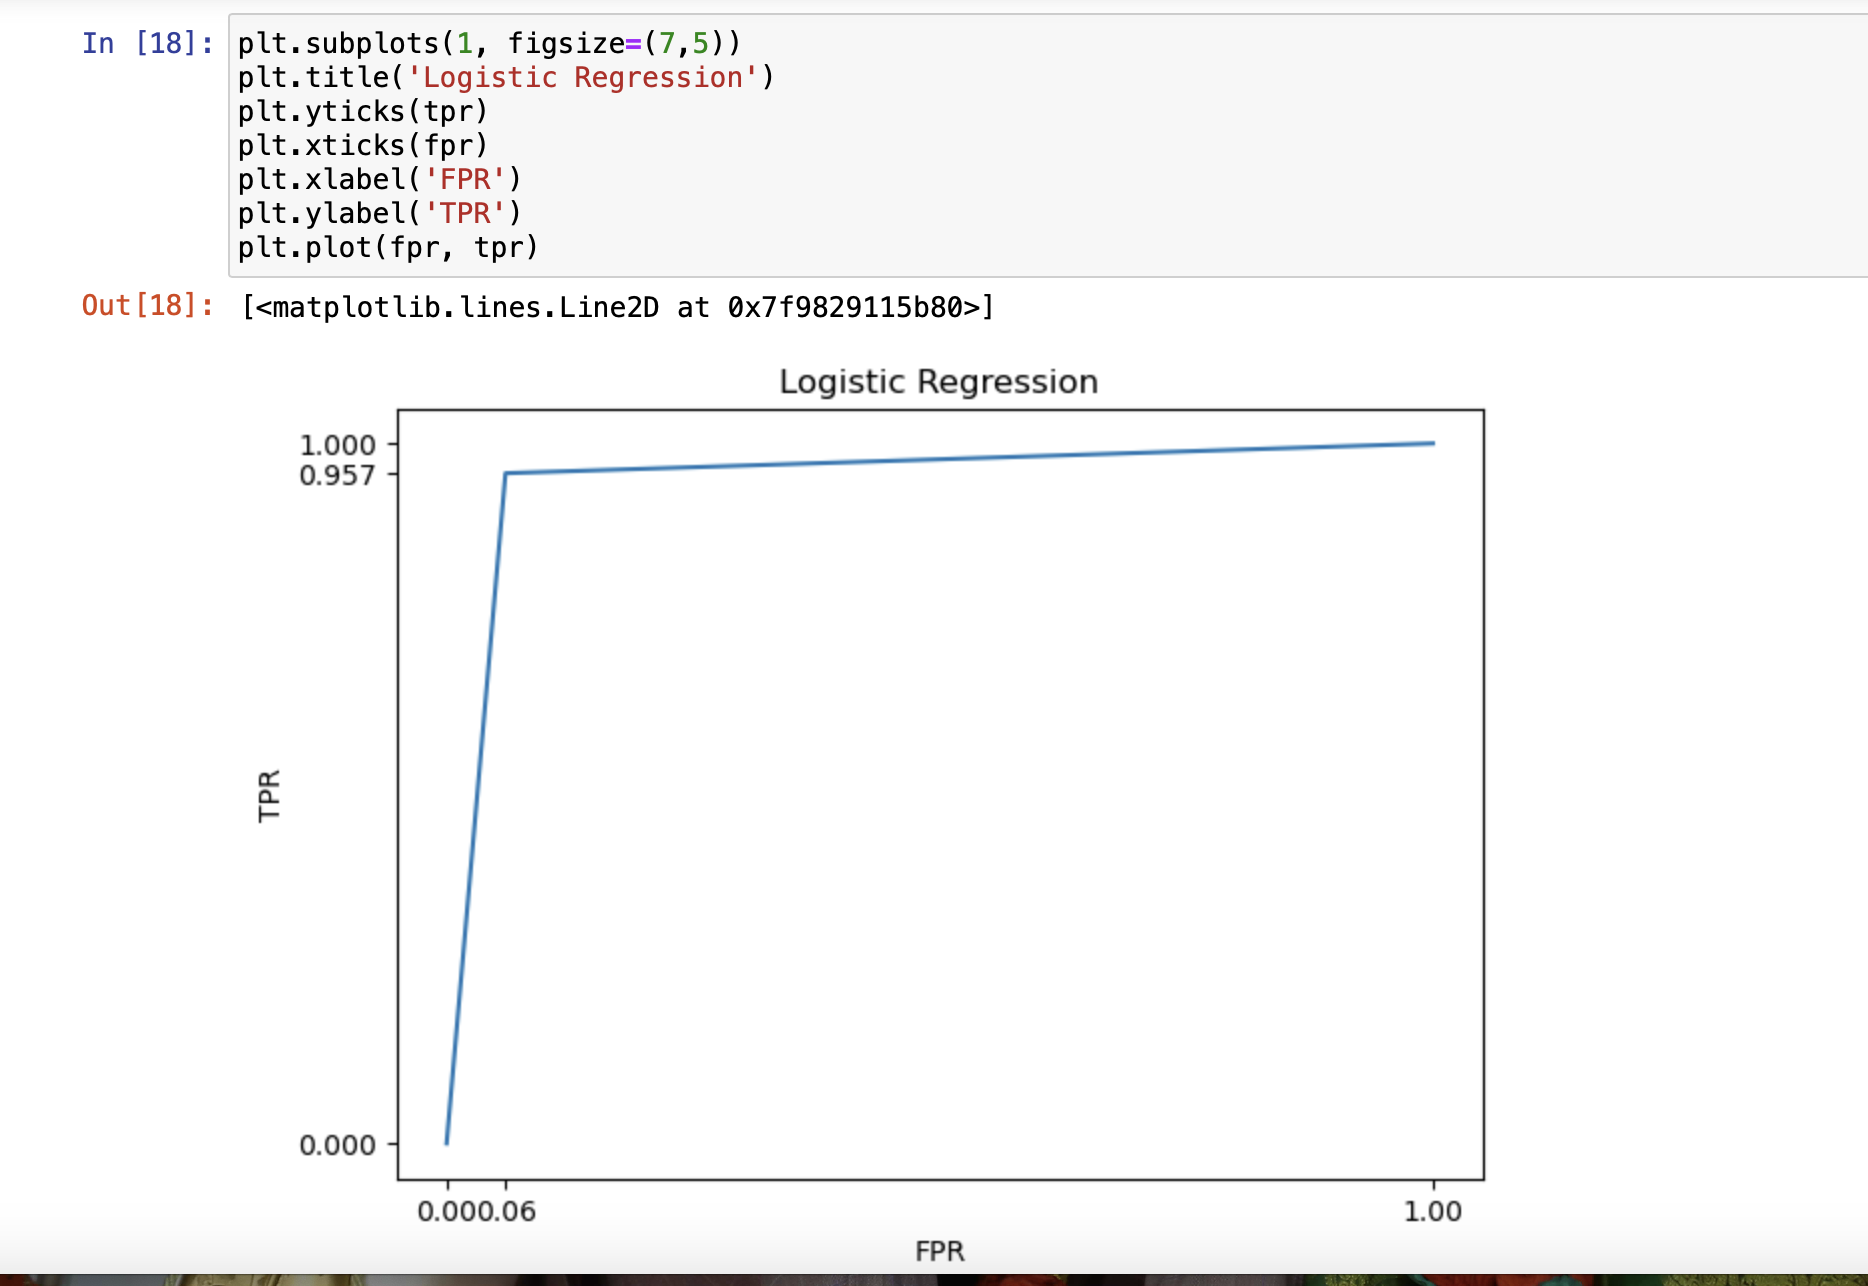 In [18]: plt.subplots(1, figsize=(7,5))
plt.title('Logistic Regression')
plt.yticks(tpr)
plt.xticks(fpr)
plt.xlabel('FPR')
plt.ylabel('TPR')
plt.plot(fpr, tpr)
Out[18]: [<matplotlib.lines.Line2D at 0x7f9829115b80>]
Logistic Regression
1.000
0.957
TPR
0.000
0.000.06 1.00
FPR